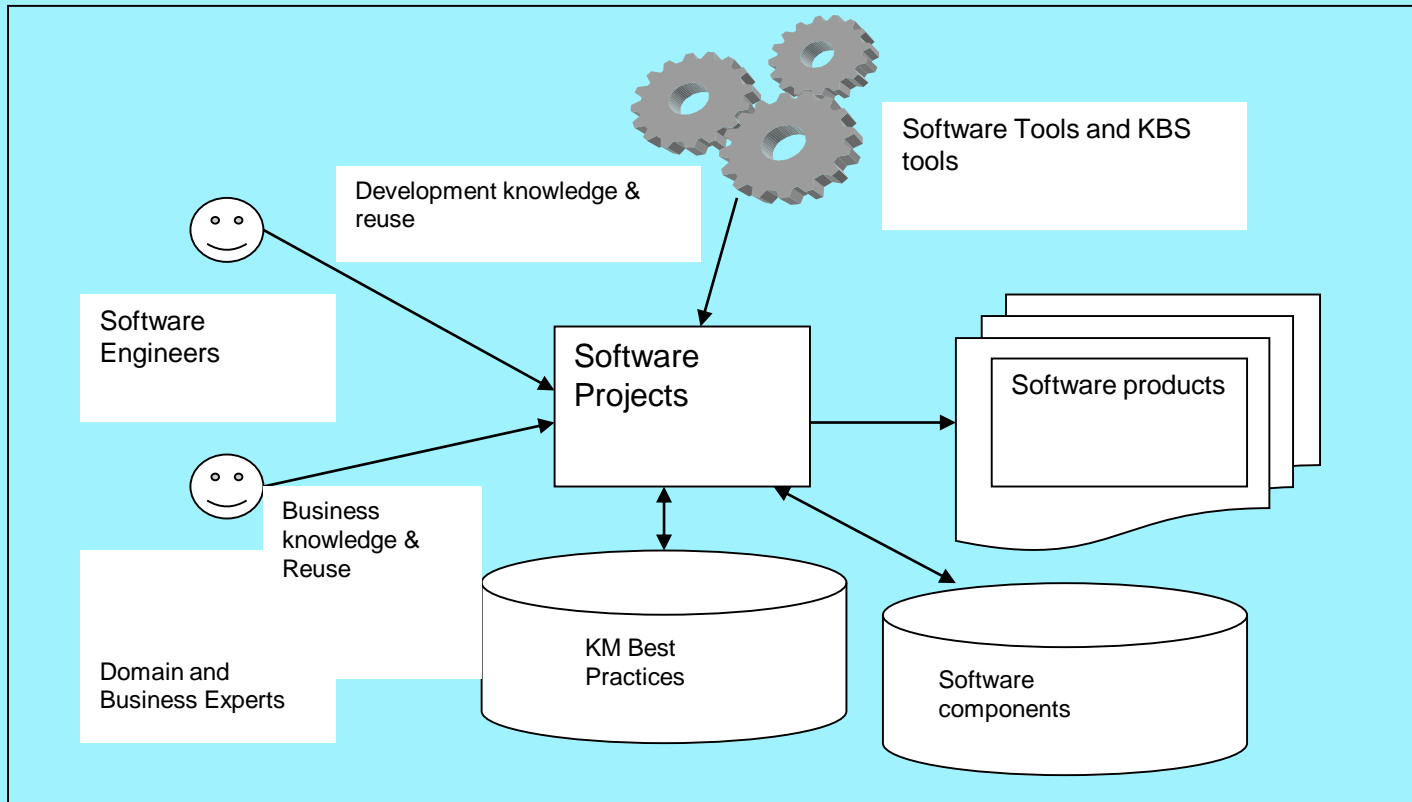 Software Tools and KBS
tools
Development knowledge &
reuse
Software
Engineers
Software
Projects
Software products
Business
knowledge &
Reuse
Domain and
Business Experts
KM Best
Practices
Software
components